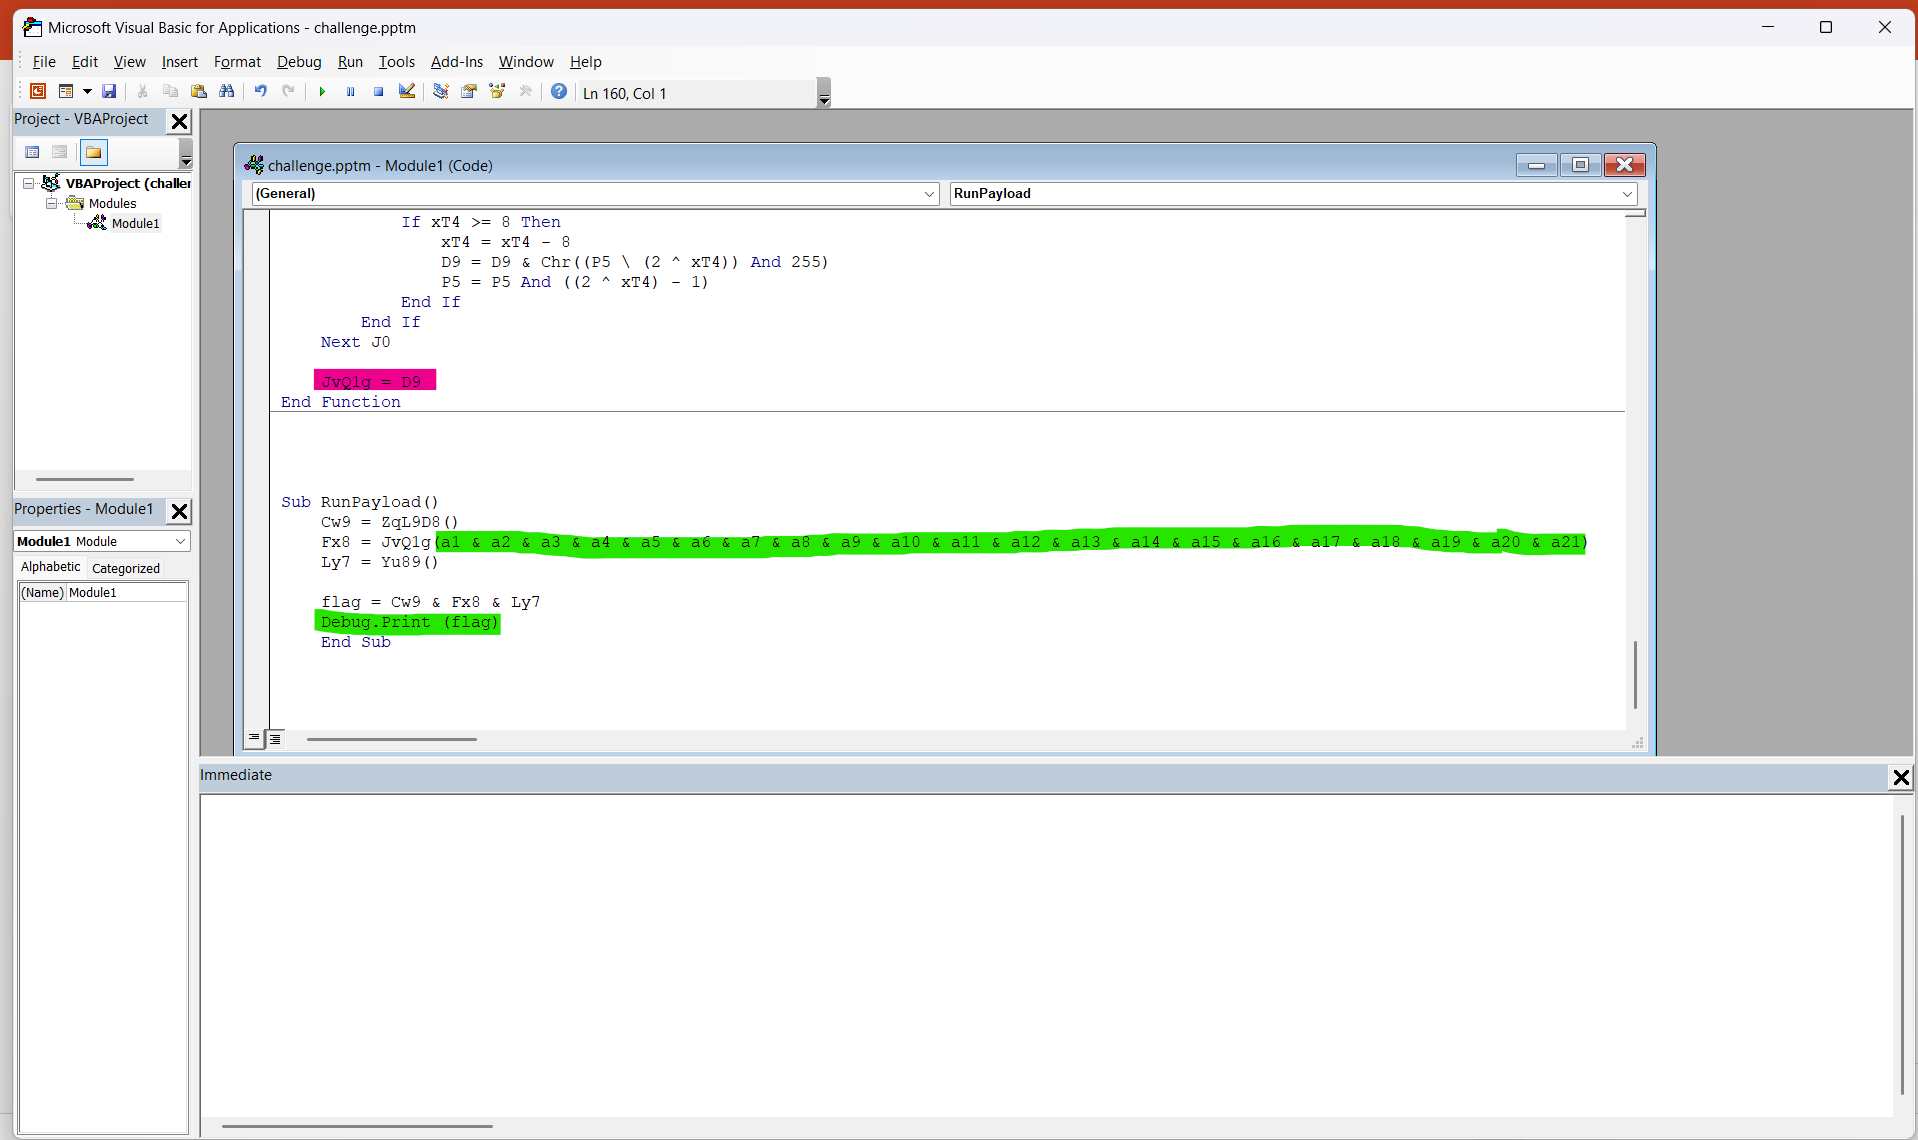 Microsoft Visual Basic for Applications - challenge.pptm
File Edit View Insert Format Debug Run Tools Add-Ins Window Help
Ln 160, Col 1
Project - VBAProject
VBAProject (challer
Modules
Module1
Properties - Module1
Module1 Module
Alphabetic Categorized
(Name) Module1
challenge.pptm - Module1 (Code)
(General) RunPayload
If xT4 >= 8 Then
xT4 = xT4 - 8
D9 = D9 & Chr((P5 \ (2 ^ xT4)) And 255)
P5 = P5 And ((2 ^ xT4) - 1)
End If
End If
Next J0
JvQ1g = D9
End Function
Sub RunPayload()
Cw9 = ZqL9D8()
Fx8 = JvQ1g(a1 & a2 & a3 & a4 & a5 & a6 & a7 & a8 & a9 & a10 & a11 & a12 & a13 & a14 & a15 & a16 & a17 & a18 & a19 & a20 & a21)
Ly7 = Yu89()
flag = Cw9 & Fx8 & Ly7
Debug.Print (flag)
End Sub
Immediate